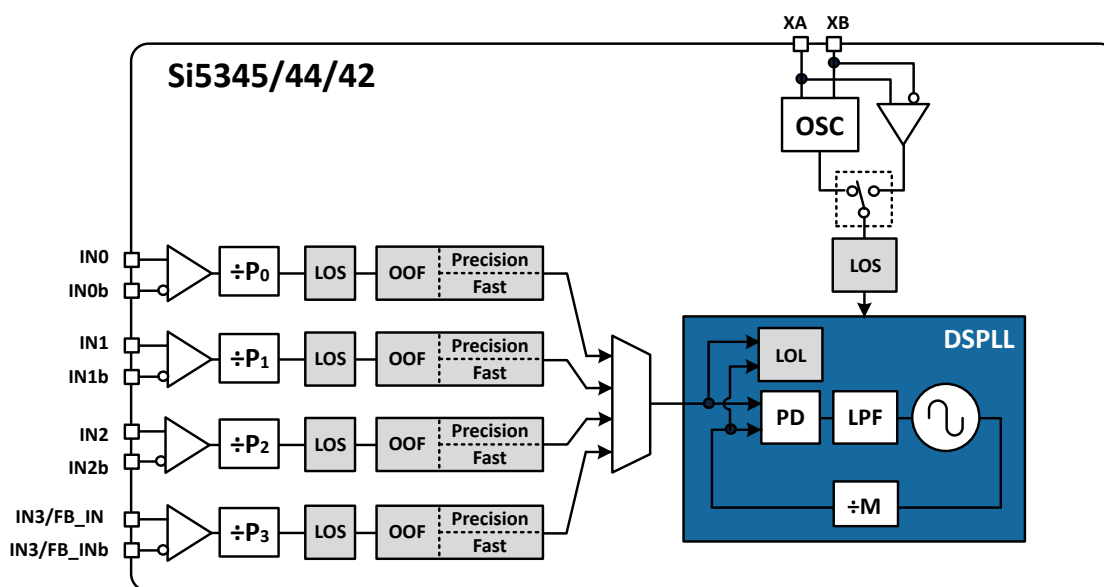 XA XB
Si5345/44/42
OSC
LOS
IN0
IN0b
÷P0
LOS
OOF
Precision
Fast
IN1
IN1b
÷P1
LOS
OOF
Precision
Fast
IN2
IN2b
÷P2
LOS
OOF
Precision
Fast
IN3/FB_IN
IN3/FB_INb
÷P3
LOS
OOF
Precision
Fast
DSPLL
LOL
PD
LPF
÷M